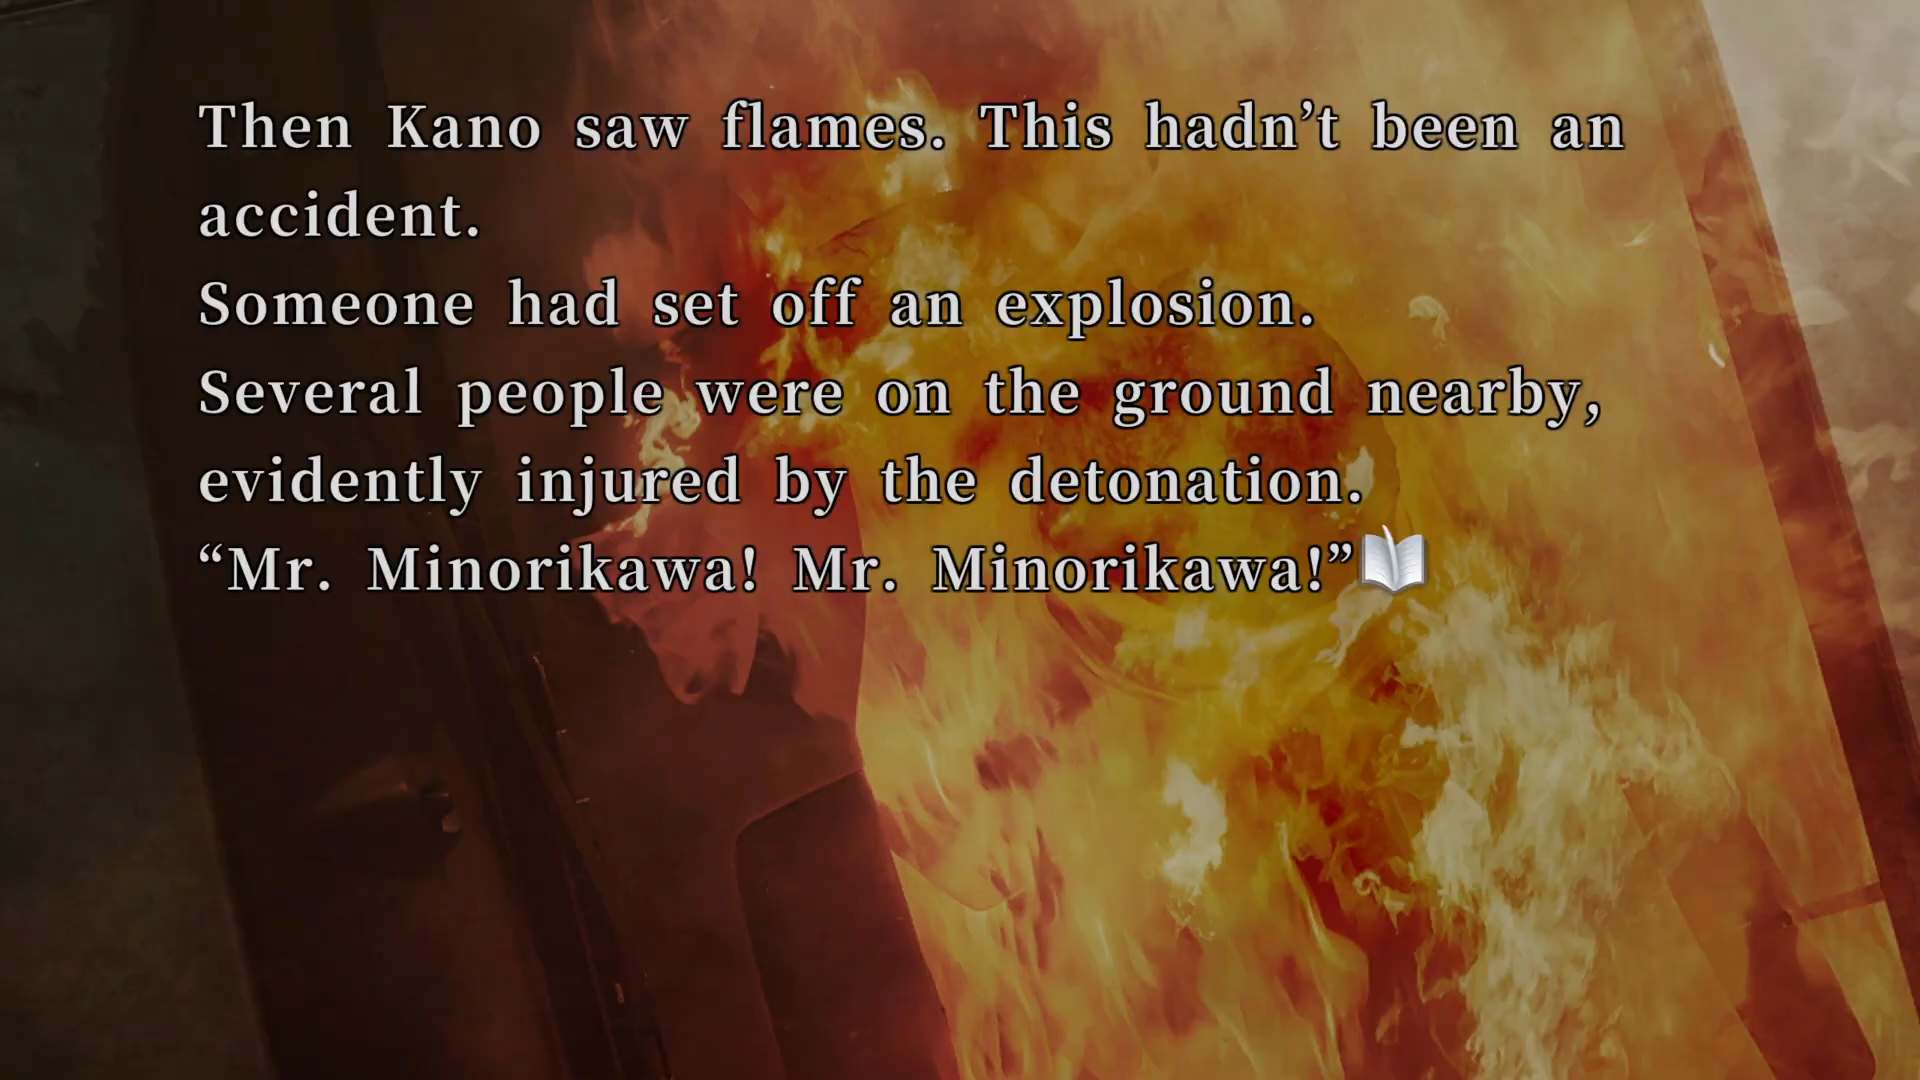 Then Kano saw flames. This hadn’t been an
accident.
Someone had set off an explosion.
Several people were on the ground nearby,
evidently injured by the detonation.
“Mr. Minorikawa! Mr. Minorikawa!”